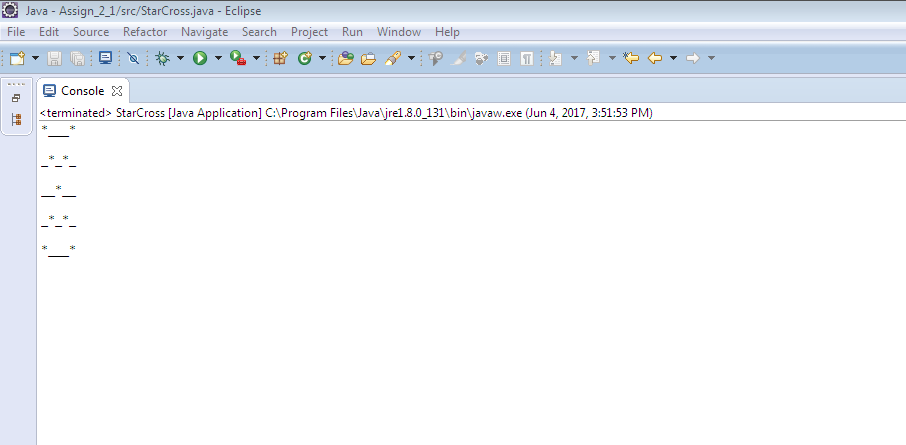 Java - Assign_2_1/src/StarCross.java - Eclipse
File Edit Source Refactor Navigate Search Project Run Window Help
Console
<terminated> StarCross [Java Application] C:\Program Files\Java\jre1.8.0_131\bin\javaw.exe (Jun 4, 2017, 3:51:53 PM)
*___*
_*_*_
__*__
_*_*_
*___*